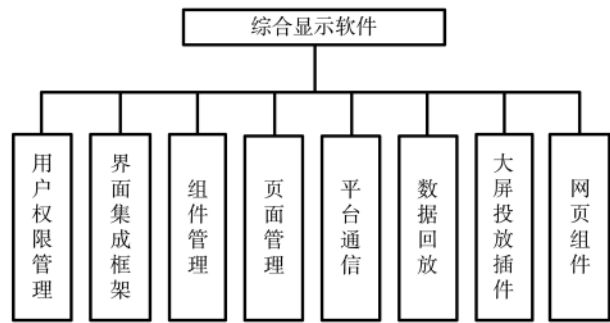 综合显示软件
用户权限管理
界面集成框架
组件管理
页面管理
平台通信
数据回放
大屏投放插件
网页组件